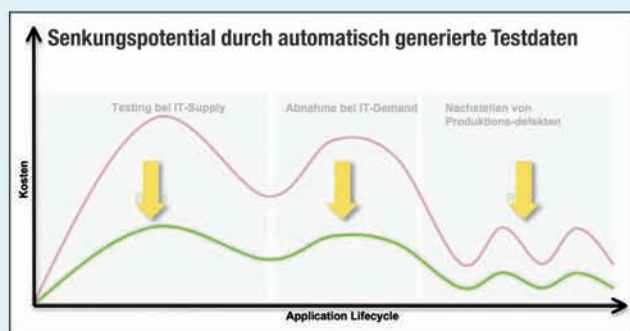 Senkungspotential durch automatisch generierte Testdaten
Testing bei IT-Supply
Abnahme bei IT-Demand
Nachstellen von
Produktions-defekten
Kosten
Application Lifecycle